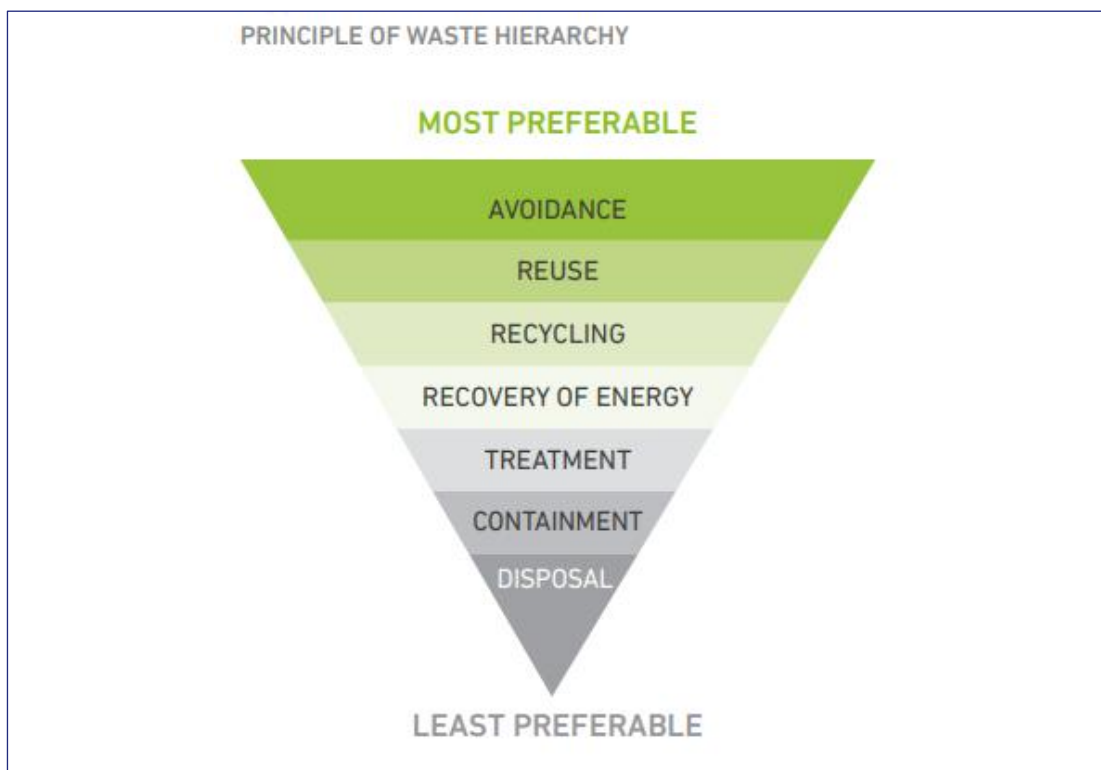 PRINCIPLE OF WASTE HIERARCHY
MOST PREFERABLE
AVOIDANCE
REUSE
RECYCLING
RECOVERY OF ENERGY
TREATMENT
CONTAINMENT
DISPOSAL
LEAST PREFERABLE